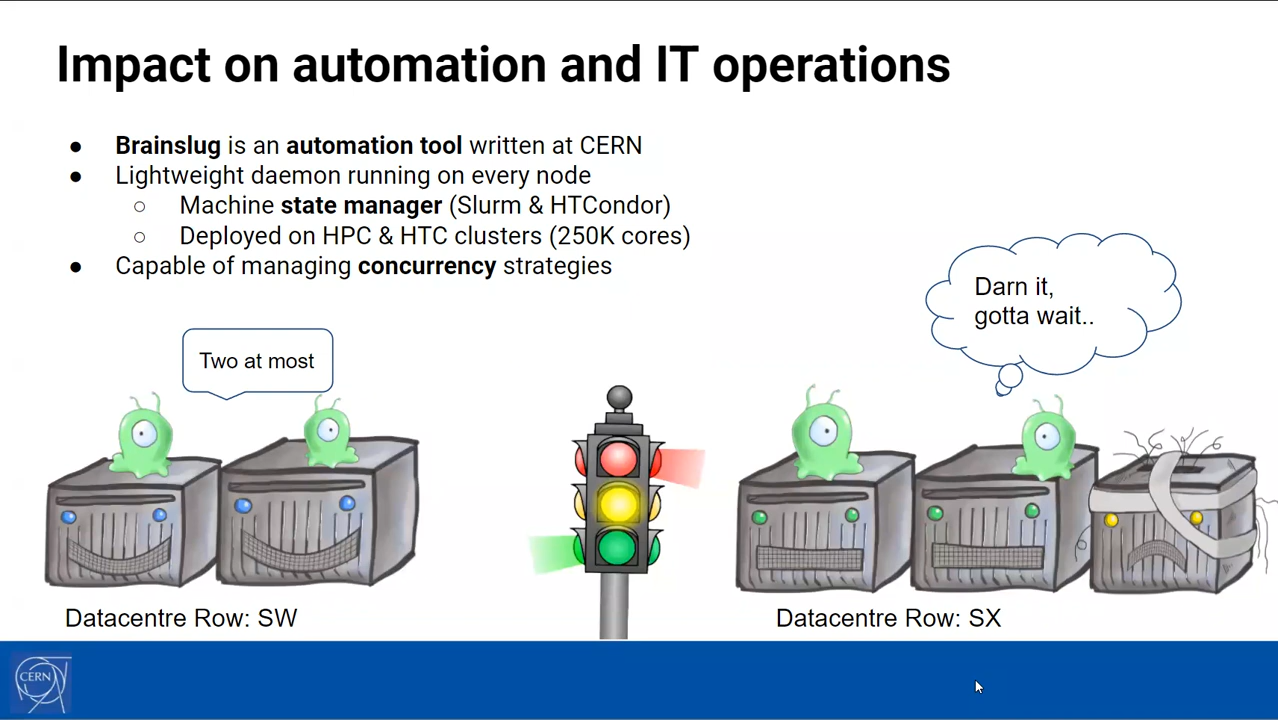 Impact on automation and IT operations
● Brainslug is an automation tool written at CERN
● Lightweight daemon running on every node
○ Machine state manager (Slurm & HTCondor)
○ Deployed on HPC & HTC clusters (250K cores)
● Capable of managing concurrency strategies
Darn it,
gotta wait..
Two at most
Datacentre Row: SW
Datacentre Row: SX
CERN